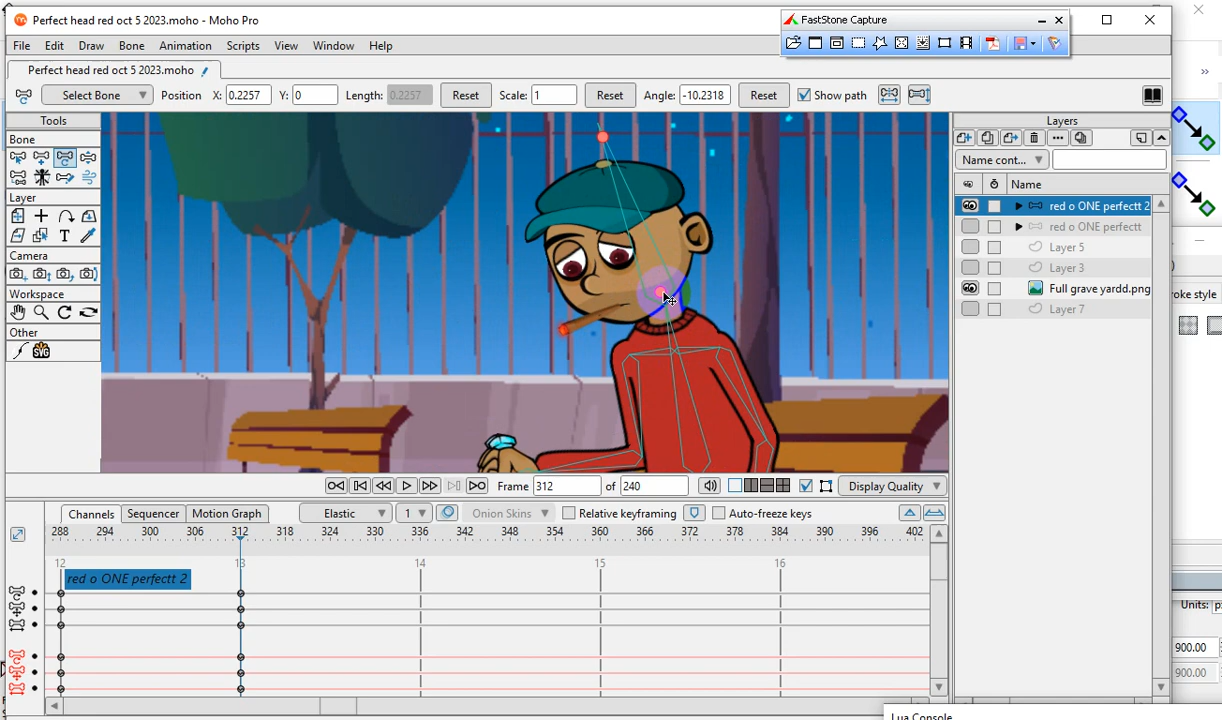 Perfect head red oct 5 2023.moho - Moho Pro
FastStone Capture
File Edit Draw Bone Animation Scripts View Window Help
Perfect head red oct 5 2023.moho
Select Bone Position X: 0.2257 Y: 0 Length: 0.2257 Reset Scale: 1 Reset Angle: -10.2318 Reset Show path
Tools
Bone
Layer
Camera
Workspace
Other
SVG
Layers
Name cont...
Name
red o ONE perfectt 2
red o ONE perfectt
Layer 5
Layer 3
Full grave yardd.png
Layer 7
roke style
Frame 312 of 240 Display Quality
Channels Sequencer Motion Graph Elastic 1 Onion Skins Relative keyframing Auto-freeze keys
288 294 300 306 312 318 324 330 336 342 348 354 360 366 372 378 384 390 396 402
12 13 14 15 16
red o ONE perfectt 2
Units: p
900.00
900.00
Lua Console